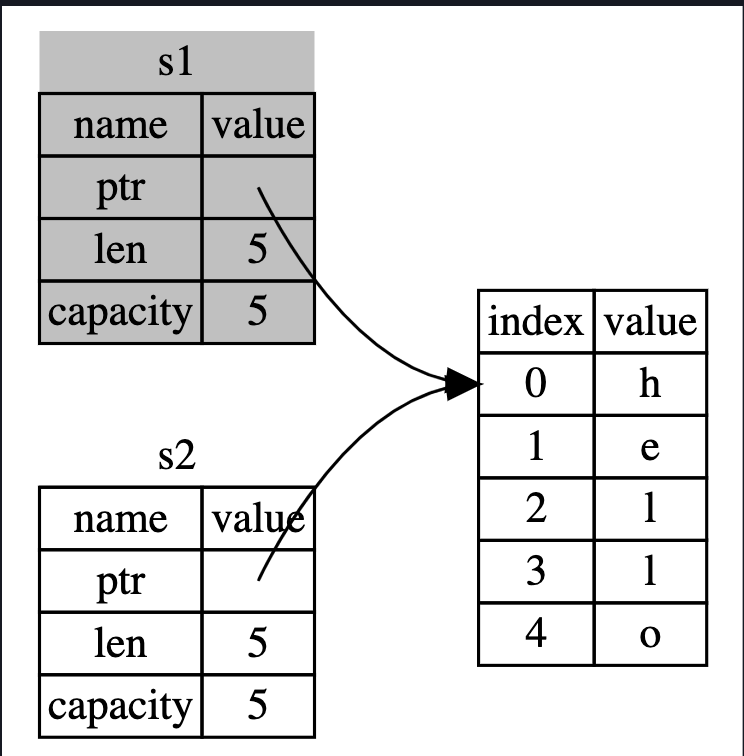 s1
name value
ptr
len 5
capacity 5
s2
name value
ptr
len 5
capacity 5
index value
0 h
1 e
2 l
3 l
4 o